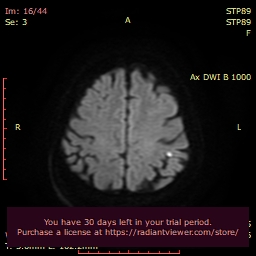 Im: 16/44 STP89
Se: 3 STP89
F
A
Ax DWI B 1000
R L
You have 30 days left in your trial period.
Purchase a license at https://radiantviewer.com/store/